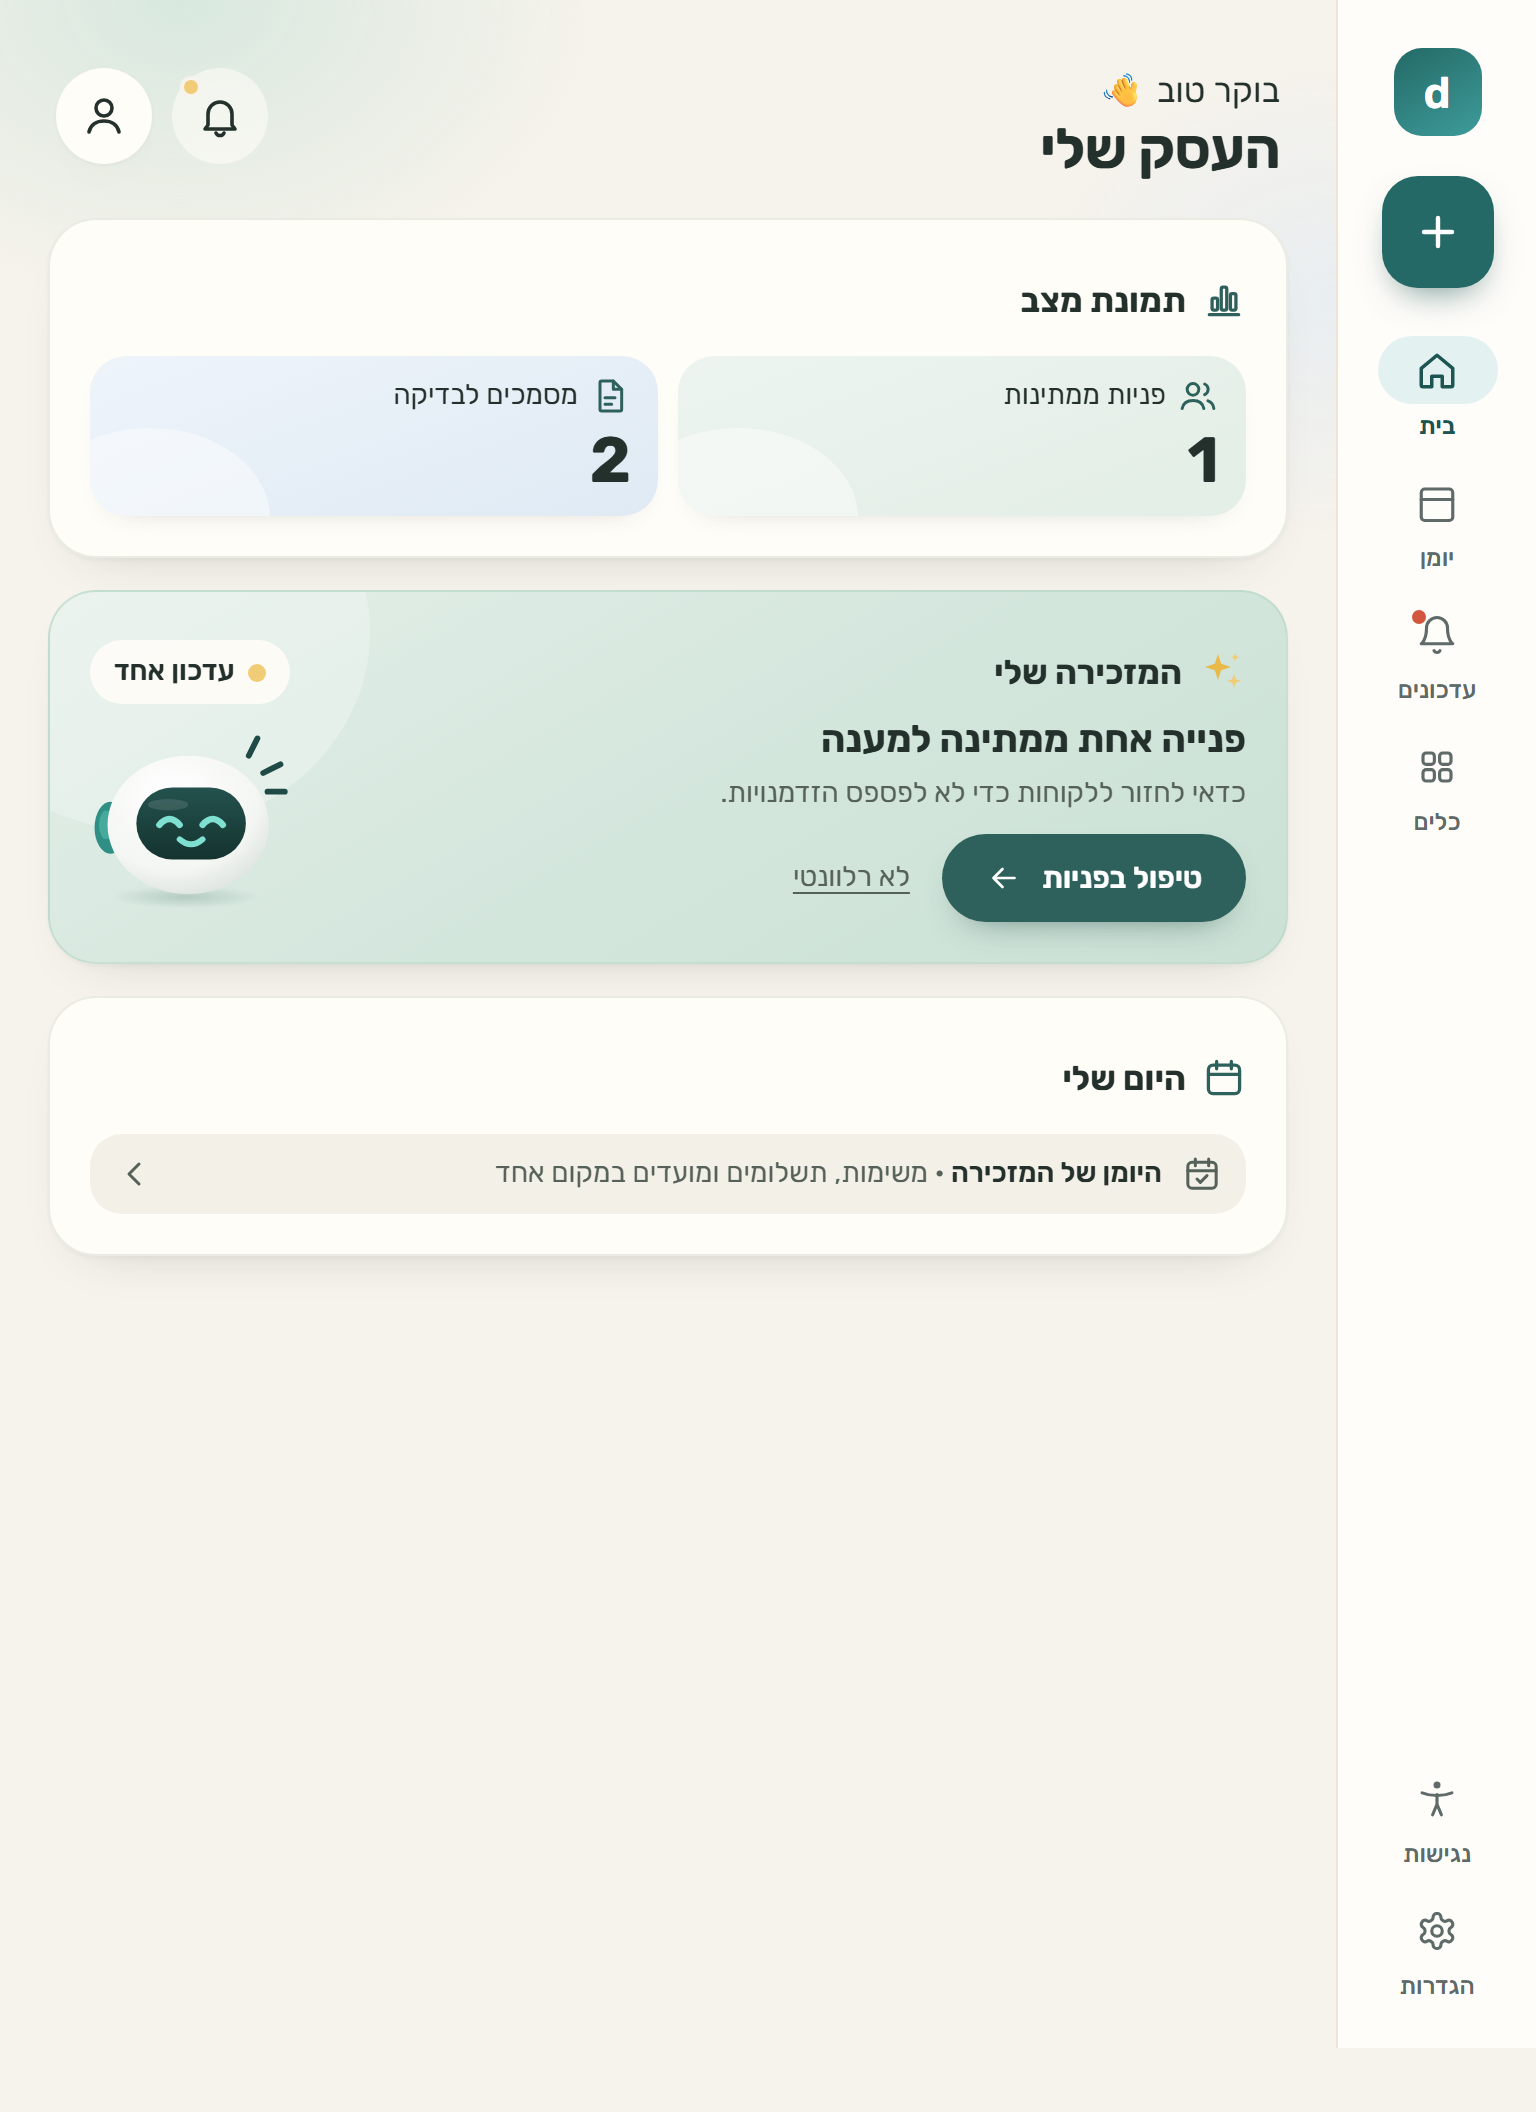 d
בית
יומן
עדכונים
כלים
נגישות
הגדרות
בוקר טוב 👋
העסק שלי
תמונת מצב
פניות ממתינות
1
מסמכים לבדיקה
2
המזכירה שלי
עדכון אחד
פנייה אחת ממתינה למענה
כדאי לחזור ללקוחות כדי לא לפספס הזדמנויות.
טיפול בפניות
לא רלוונטי
היום שלי
היומן של המזכירה • משימות, תשלומים ומועדים במקום אחד